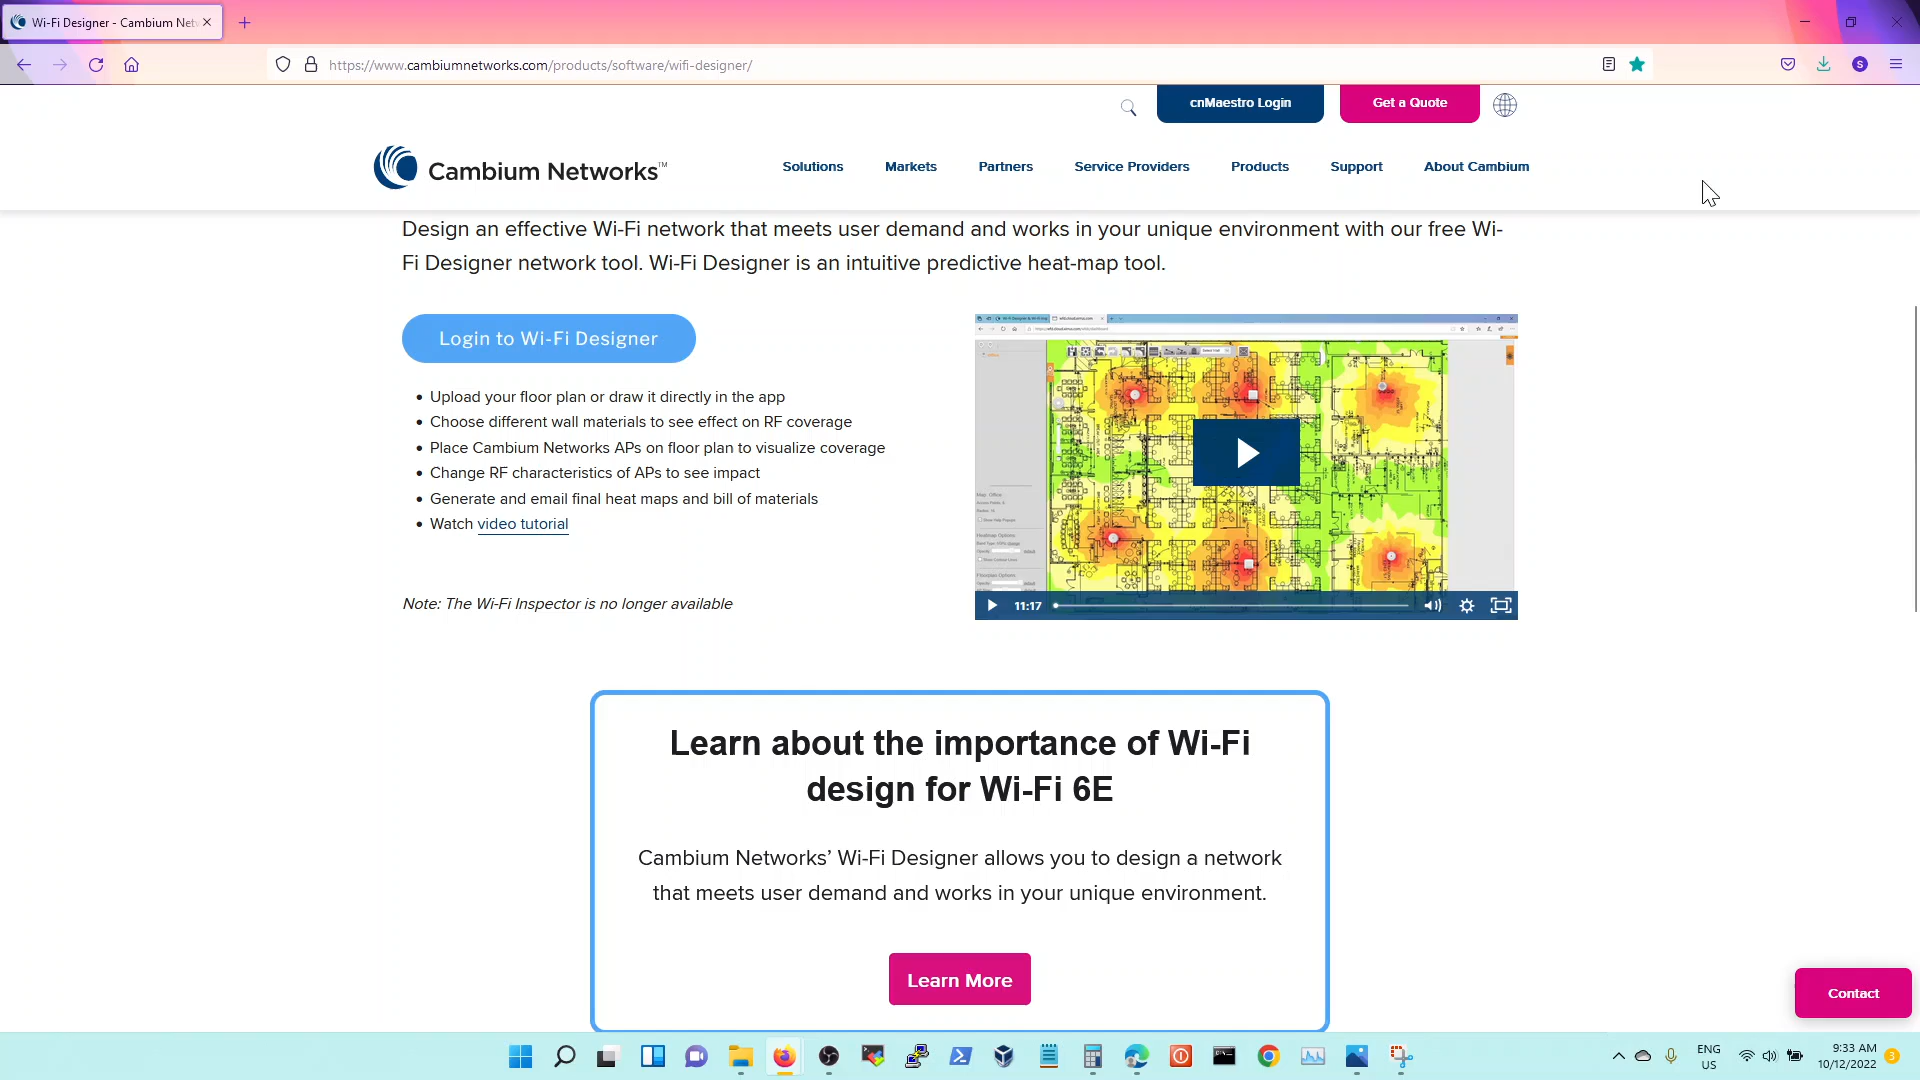 Wi-Fi Designer - Cambium Net
https://www.cambiumnetworks.com/products/software/wifi-designer/
S
cnMaestro Login
Get a Quote
Cambium Networks™
Solutions
Markets
Partners
Service Providers
Products
Support
About Cambium
Design an effective Wi-Fi network that meets user demand and works in your unique environment with our free Wi-
Fi Designer network tool. Wi-Fi Designer is an intuitive predictive heat-map tool.
Login to Wi-Fi Designer
• Upload your floor plan or draw it directly in the app
• Choose different wall materials to see effect on RF coverage
• Place Cambium Networks APs on floor plan to visualize coverage
• Change RF characteristics of APs to see impact
• Generate and email final heat maps and bill of materials
• Watch video tutorial
Note: The Wi-Fi Inspector is no longer available
11:17
Learn about the importance of Wi-Fi
design for Wi-Fi 6E
Cambium Networks’ Wi-Fi Designer allows you to design a network
that meets user demand and works in your unique environment.
Learn More
Contact
ENG
US
9:33 AM
10/12/2022
3